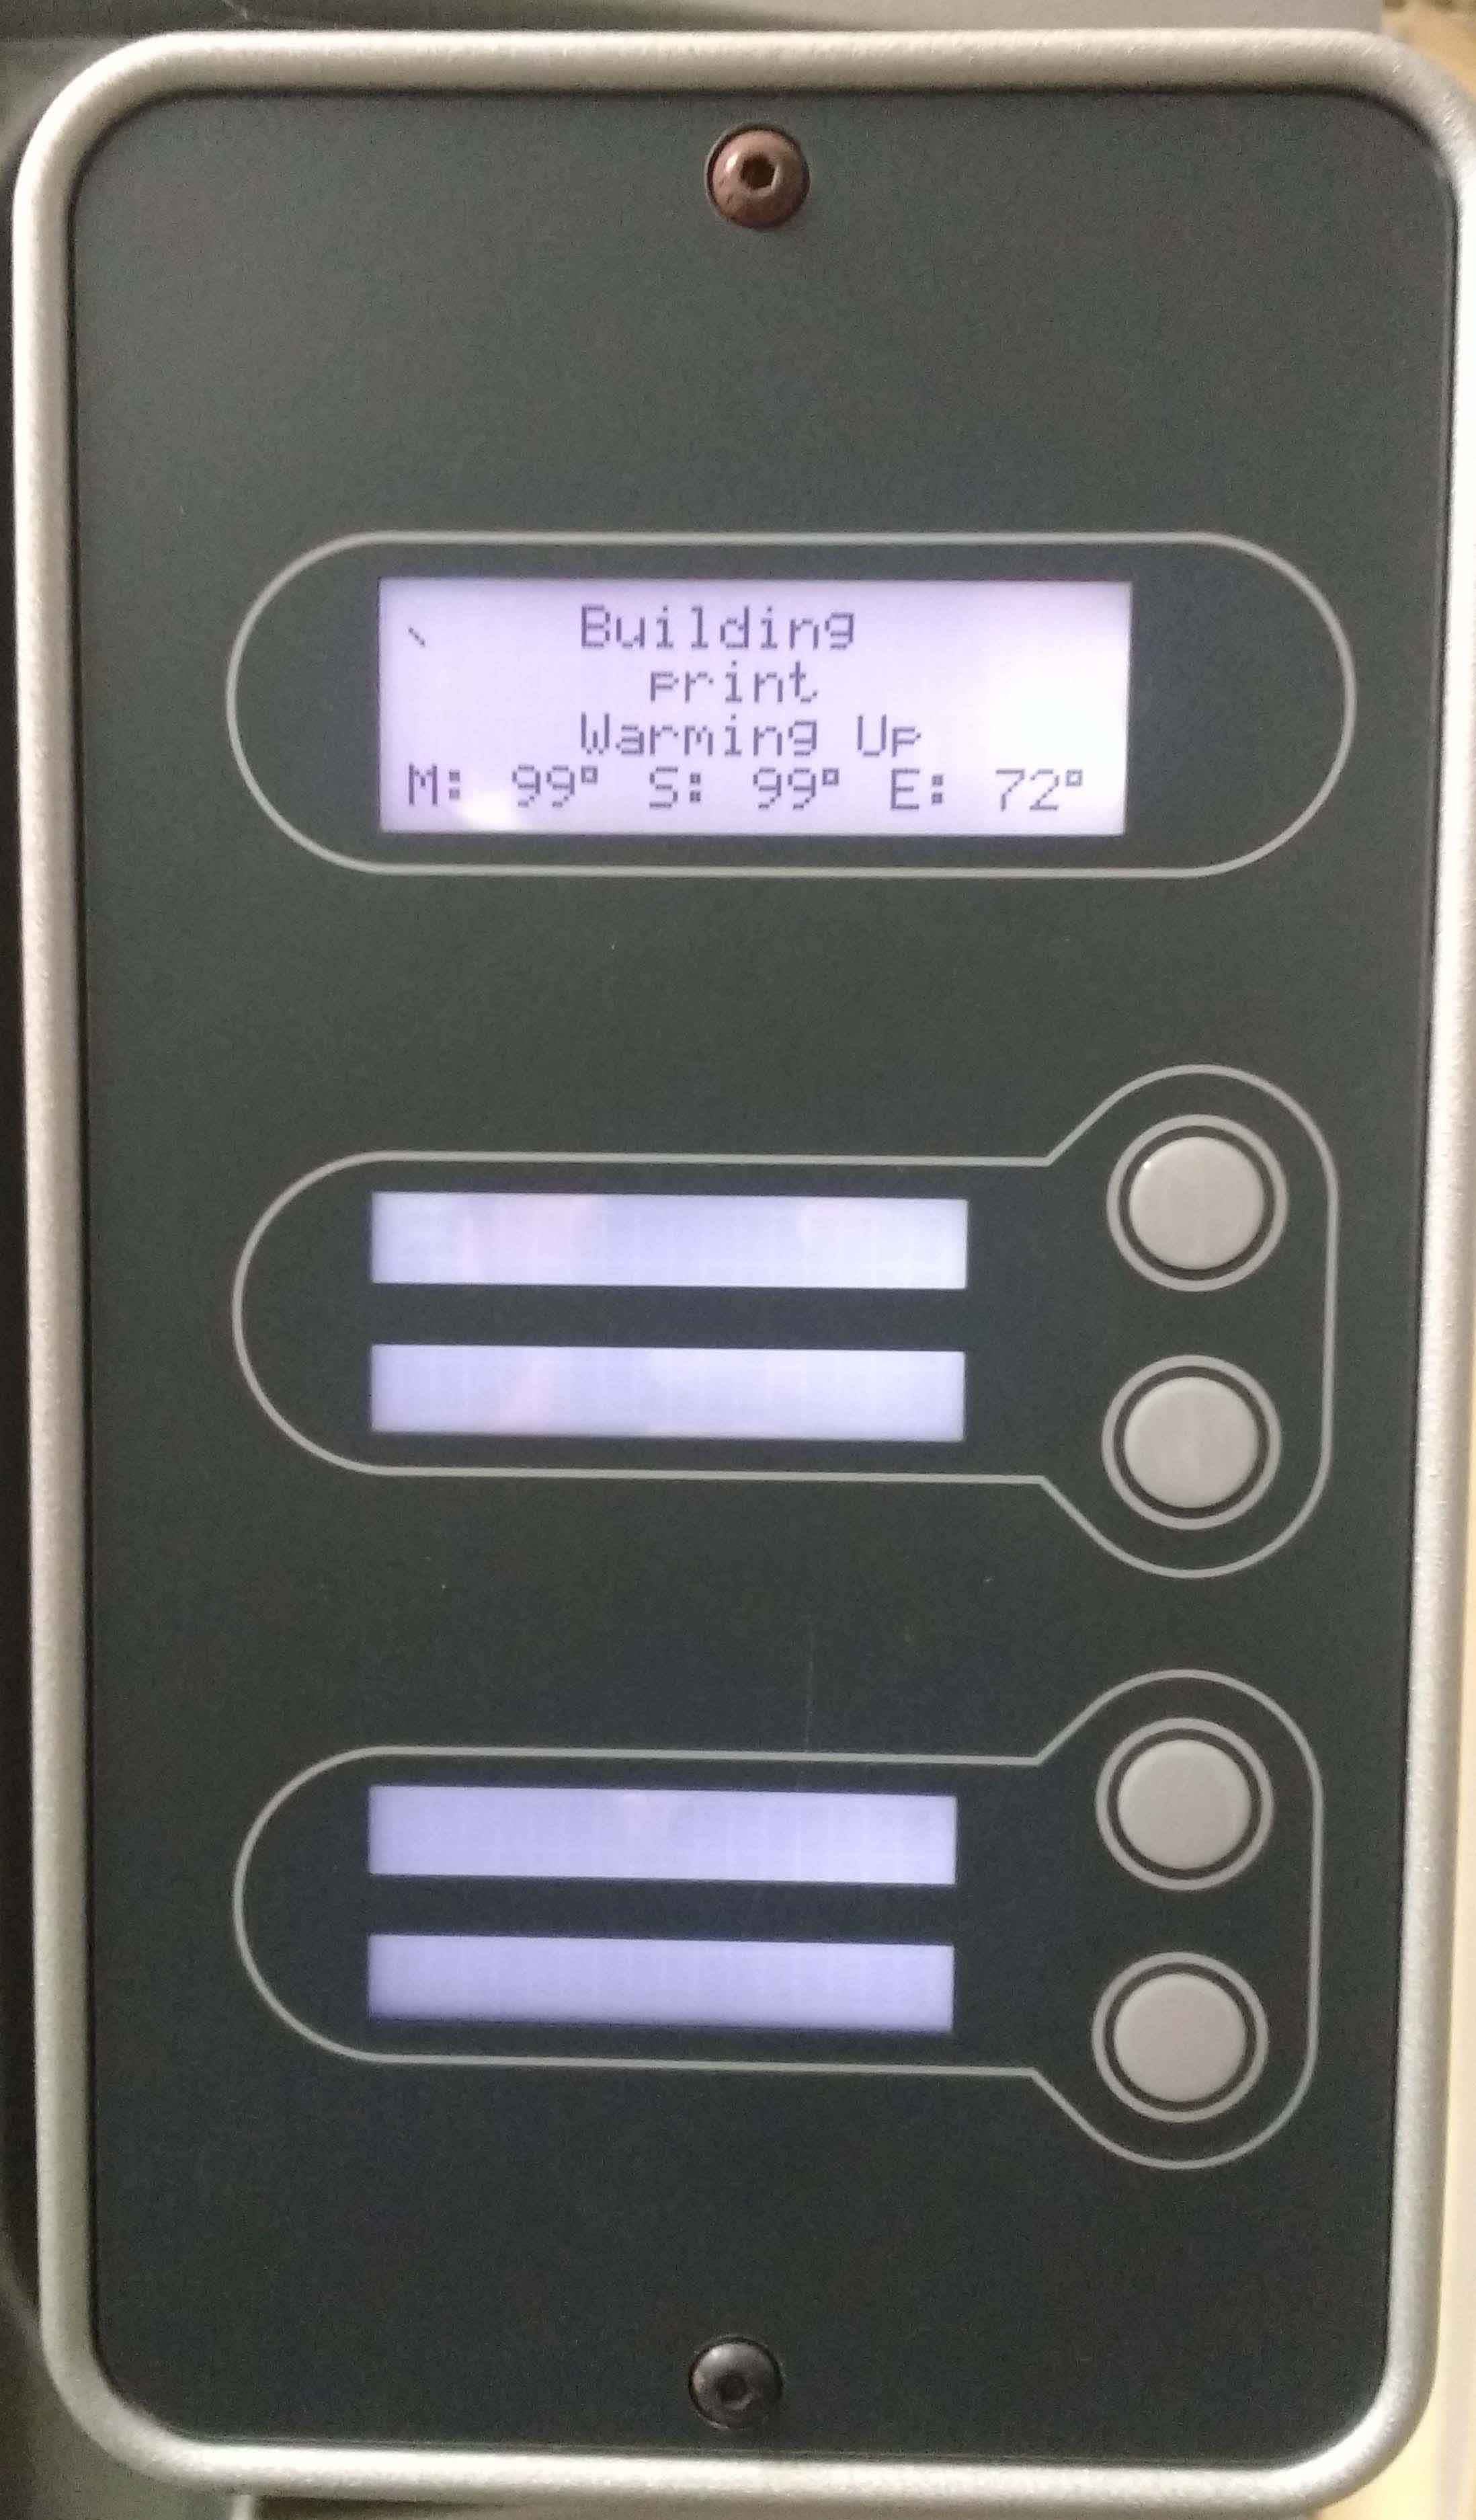 \ Building
print
Warming Up
M: 99° S: 99° E: 72°